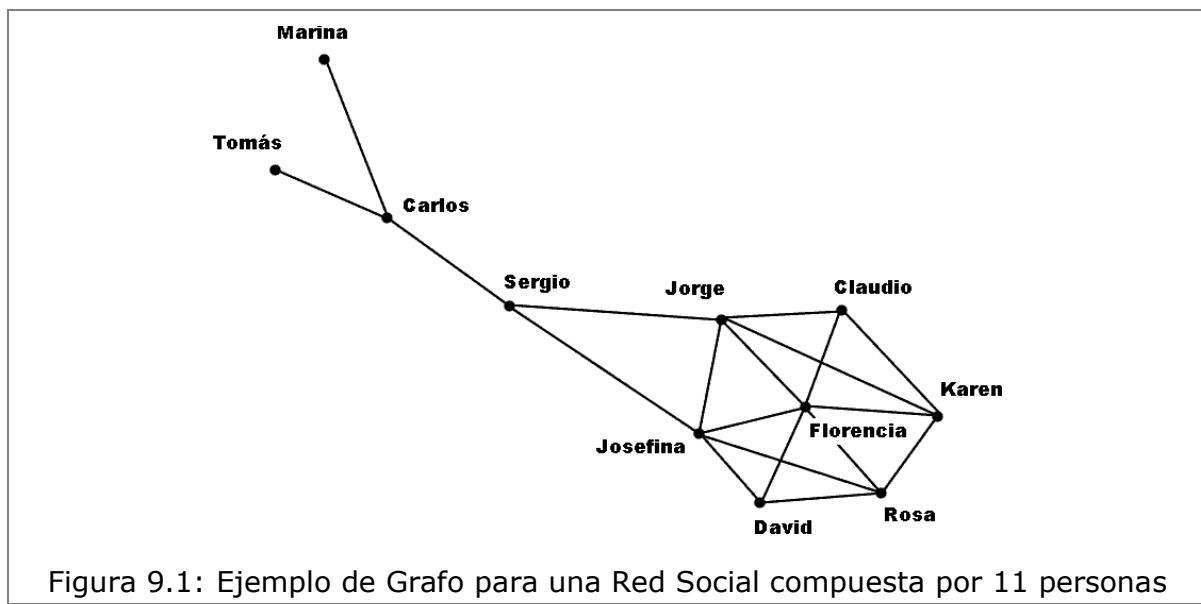 Marina
Tomás
Carlos
Sergio
Jorge
Claudio
Karen
Florencia
Josefina
Rosa
David
Figura 9.1: Ejemplo de Grafo para una Red Social compuesta por 11 personas